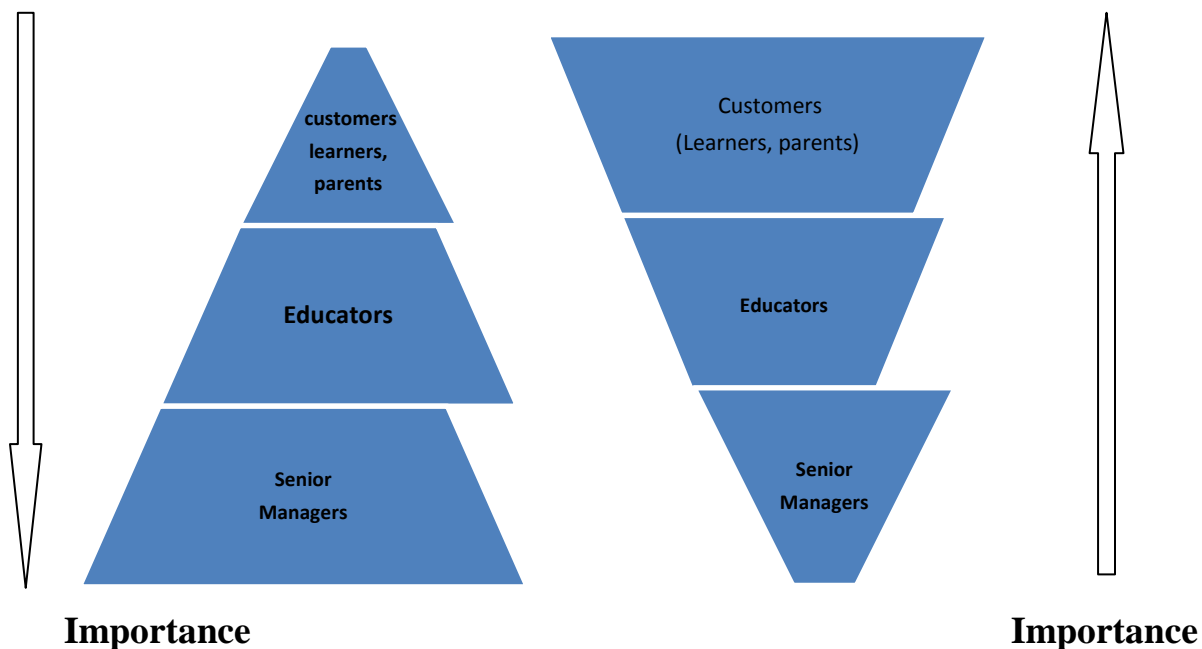 customers
learners,
parents
Educators
Senior
Managers
Customers
(Learners, parents)
Educators
Senior
Managers
Importance
Importance